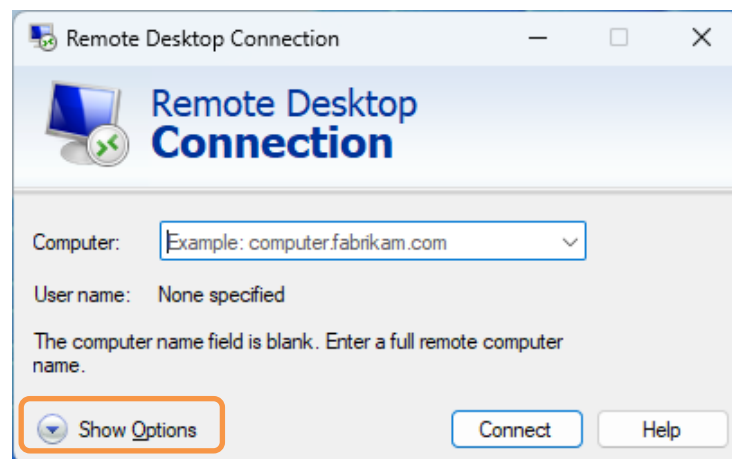 Remote Desktop Connection
Remote Desktop
Connection
Computer: Example: computer.fabrikam.com
User name: None specified
The computer name field is blank. Enter a full remote computer
name.
Show Options Connect Help